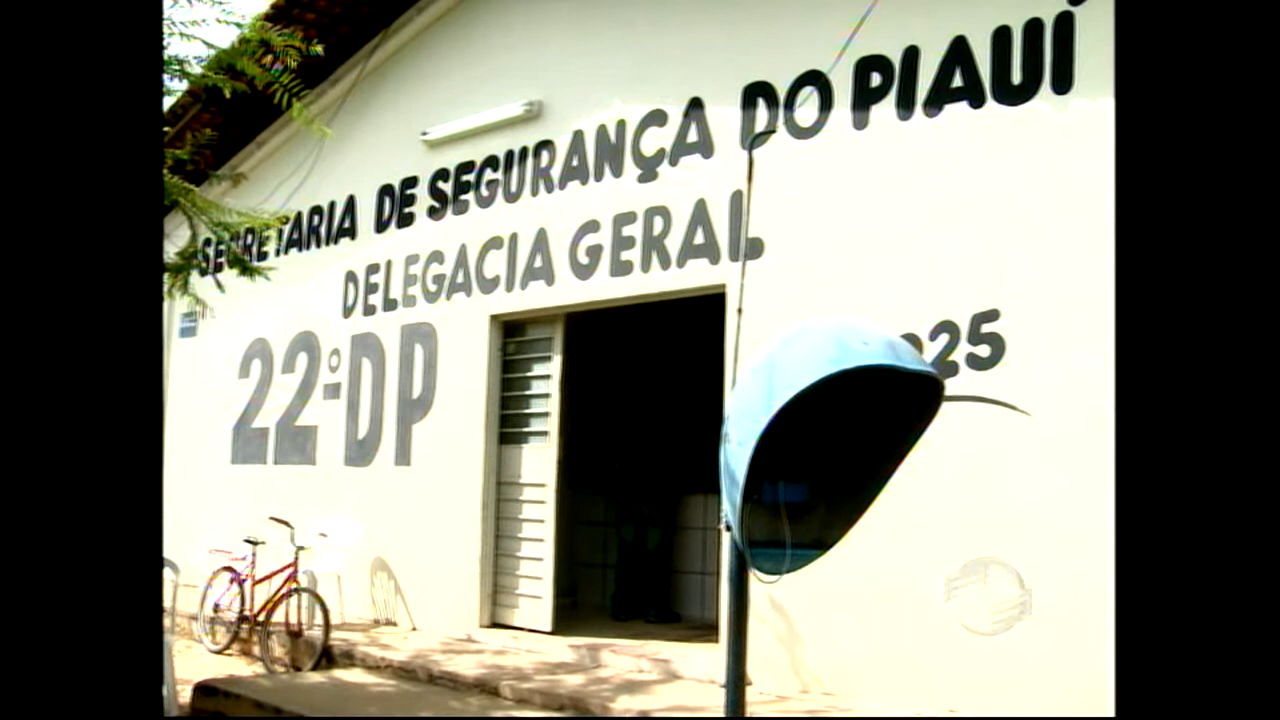 SECRETARIA DE SEGURANÇA DO PIAUÍ
DELEGACIA GERAL
22º DP